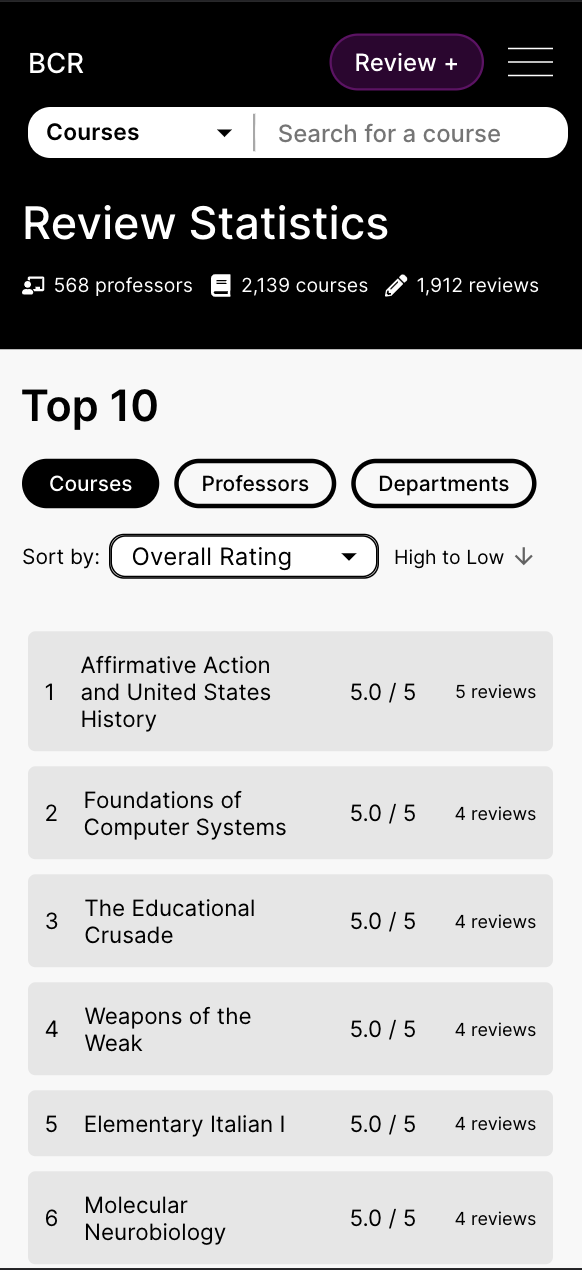 BCR
Review +
Courses
Search for a course
Review Statistics
568 professors
2,139 courses
1,912 reviews
Top 10
Courses
Professors
Departments
Sort by:
Overall Rating
High to Low
1
Affirmative Action
and United States
History
5.0 / 5
5 reviews
2
Foundations of
Computer Systems
5.0 / 5
4 reviews
3
The Educational
Crusade
5.0 / 5
4 reviews
4
Weapons of the
Weak
5.0 / 5
4 reviews
5
Elementary Italian I
5.0 / 5
4 reviews
6
Molecular
Neurobiology
5.0 / 5
4 reviews